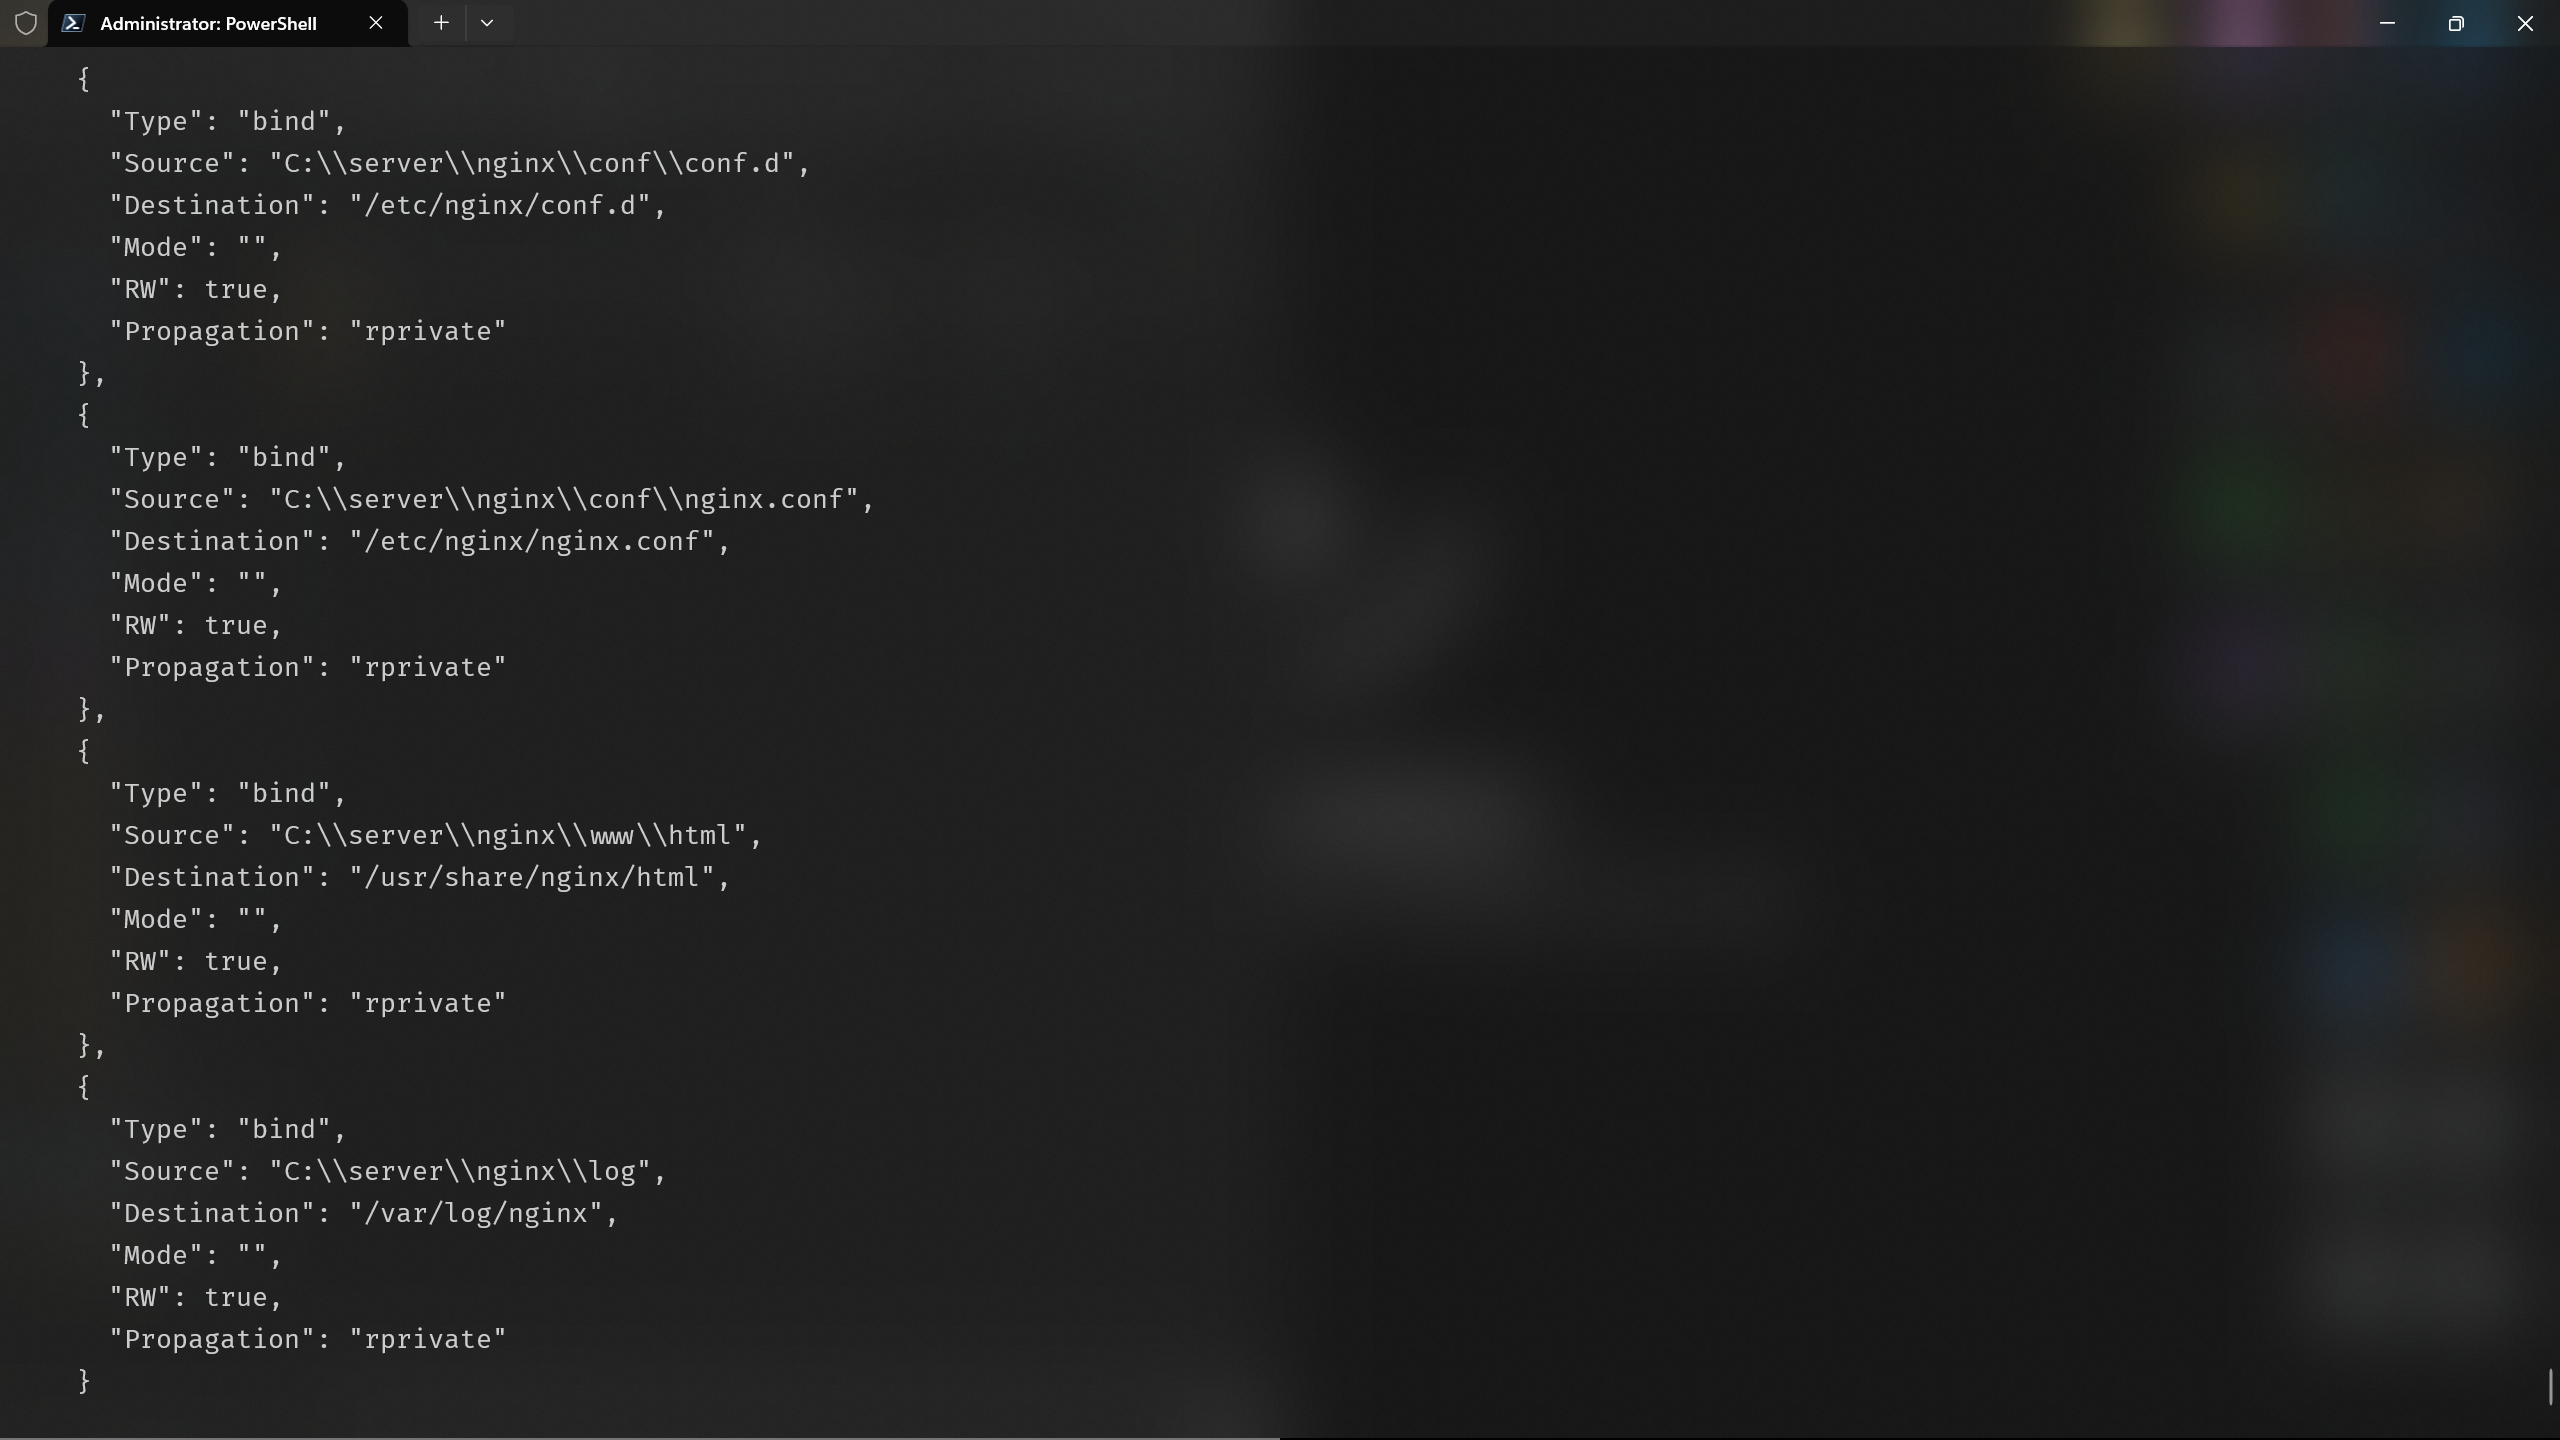 Administrator: PowerShell
{
"Type": "bind",
"Source": "C:\\server\\nginx\\conf\\conf.d",
"Destination": "/etc/nginx/conf.d",
"Mode": "",
"RW": true,
"Propagation": "rprivate"
},
{
"Type": "bind",
"Source": "C:\\server\\nginx\\conf\\nginx.conf",
"Destination": "/etc/nginx/nginx.conf",
"Mode": "",
"RW": true,
"Propagation": "rprivate"
},
{
"Type": "bind",
"Source": "C:\\server\\nginx\\www\\html",
"Destination": "/usr/share/nginx/html",
"Mode": "",
"RW": true,
"Propagation": "rprivate"
},
{
"Type": "bind",
"Source": "C:\\server\\nginx\\log",
"Destination": "/var/log/nginx",
"Mode": "",
"RW": true,
"Propagation": "rprivate"
}